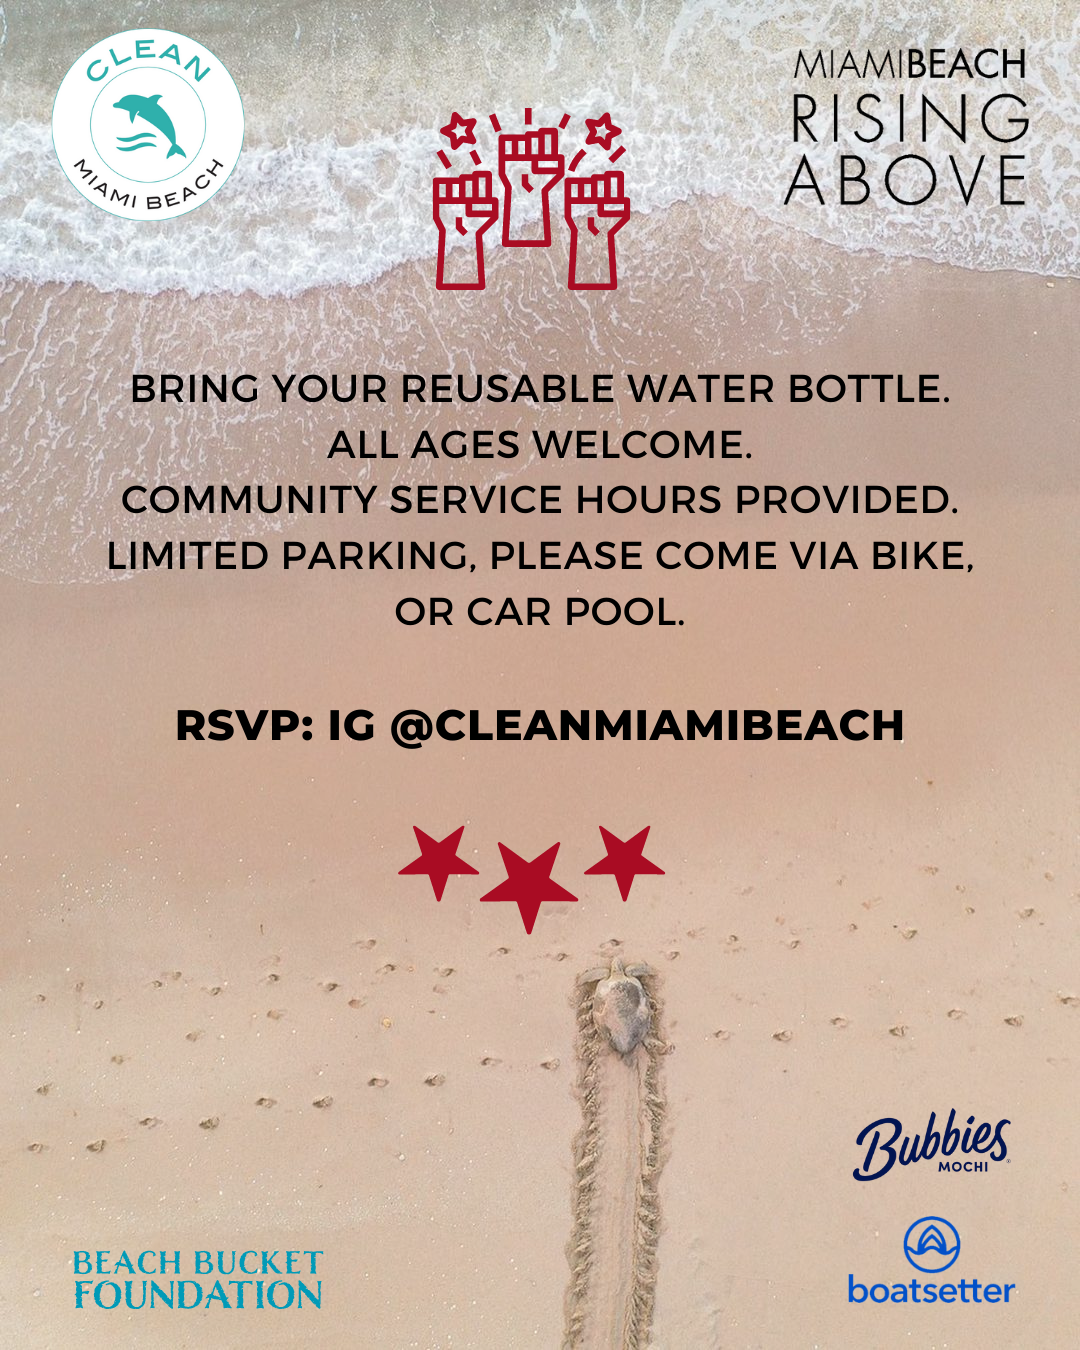 CLEAN
MIAMI BEACH
MIAMIBEACH
RISING
ABOVE
BRING YOUR REUSABLE WATER BOTTLE.
ALL AGES WELCOME.
COMMUNITY SERVICE HOURS PROVIDED.
LIMITED PARKING, PLEASE COME VIA BIKE,
OR CAR POOL.
RSVP: IG @CLEANMIAMIBEACH
Bubbies
MOCHI
BEACH BUCKET
FOUNDATION
boatsetter